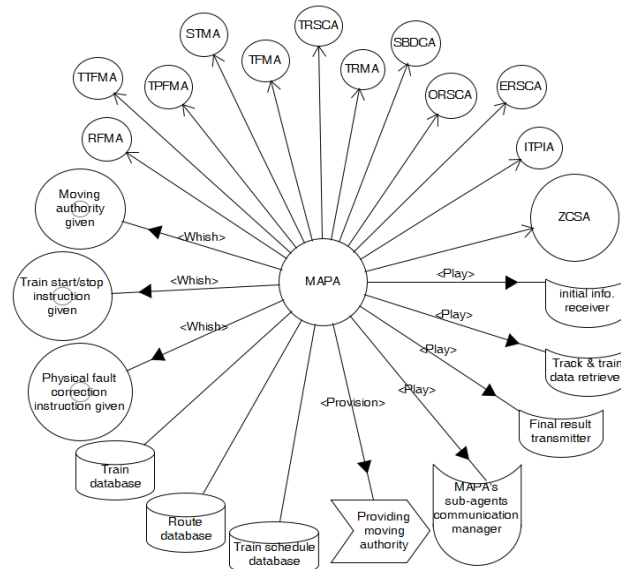 TRSCA
STMA
SBDCA
TFMA
TRMA
TTFMA
TPFMA
ORSCA
ERSCA
RFMA
ITPIA
Moving
authority
given
ZCSA
<Whish>
MAPA
<Play>
initial info.
receiver
Train start/stop
instruction
given
<Whish>
<Play>
<Whish>
Track & train
data retriever
Physical fault
correction
instruction given
<Play>
Final result
transmitter
<Provision>
<Play>
Train
database
Route
database
Train schedule
database
Providing
moving
authority
MAPA's
sub-agents
communication
manager